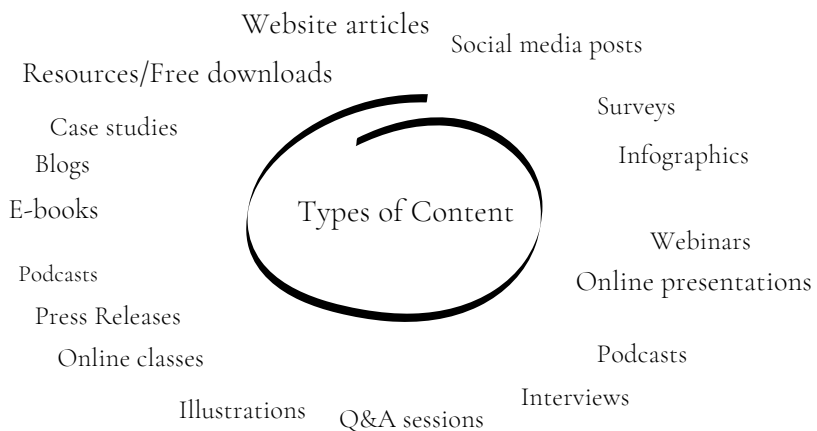 Website articles
Social media posts
Resources/Free downloads
Surveys
Case studies
Infographics
Blogs
E-books
Types of Content
Webinars
Podcasts
Online presentations
Press Releases
Podcasts
Online classes
Interviews
Illustrations
Q&A sessions